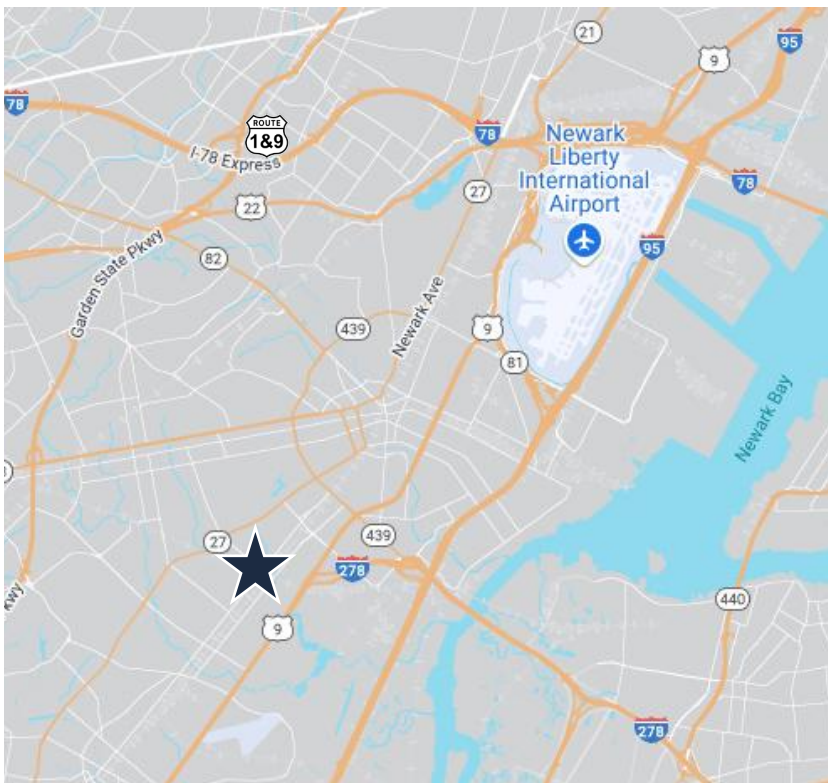 21
9
95
78
ROUTE
1&9
I-78 Express
78
Newark
Liberty
International
Airport
27
78
22
95
Garden State Pkwy
82
439
Newark Ave
9
81
Newark Bay
27
439
278
440
kwy
9
278